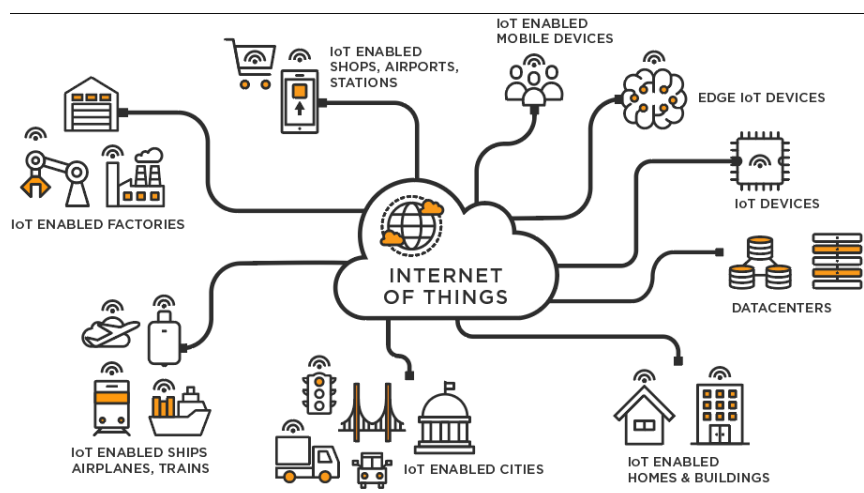 IoT ENABLED
SHOPS, AIRPORTS,
STATIONS
IoT ENABLED
MOBILE DEVICES
EDGE IoT DEVICES
IoT DEVICES
IoT ENABLED FACTORIES
INTERNET
OF THINGS
DATACENTERS
IoT ENABLED SHIPS
AIRPLANES, TRAINS
IoT ENABLED CITIES
IoT ENABLED
HOMES & BUILDINGS